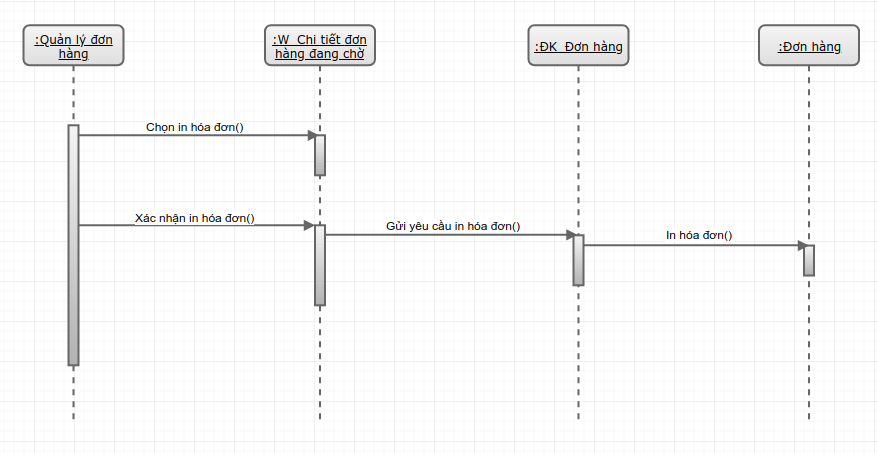 :Quản lý đơn
hàng
:W_Chi tiết đơn
hàng đang chờ
:ĐK_Đơn hàng
:Đơn hàng
Chọn in hóa đơn()
Xác nhận in hóa đơn()
Gửi yêu cầu in hóa đơn()
In hóa đơn()